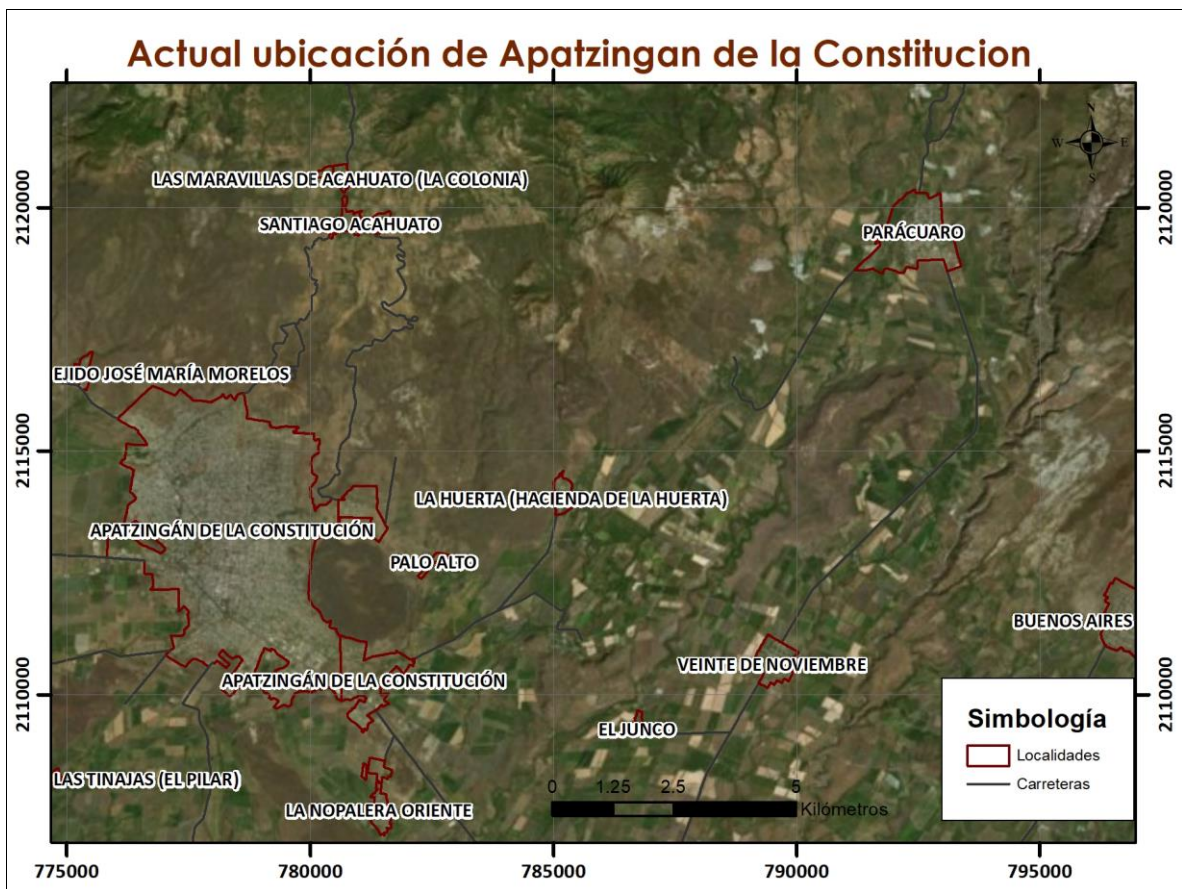 Actual ubicación de Apatzingan de la Constitucion
N
W E
S
LAS MARAVILLAS DE ACAHUATO (LA COLONIA)
SANTIAGO ACAHUATO
PARÁCUARO
2120000
2120000
EJIDO JOSÉ MARÍA MORELOS
2115000
2115000
LA HUERTA (HACIENDA DE LA HUERTA)
APATZINGÁN DE LA CONSTITUCIÓN
PALO ALTO
BUENOS AIRES
VEINTE DE NOVIEMBRE
APATZINGÁN DE LA CONSTITUCIÓN
2110000
2110000
EL JUNCO
LAS TINAJAS (EL PILAR)
LA NOPALERA ORIENTE
0 1.25 2.5 5
Kilómetros
Simbología
Localidades
Carreteras
775000 780000 785000 790000 795000